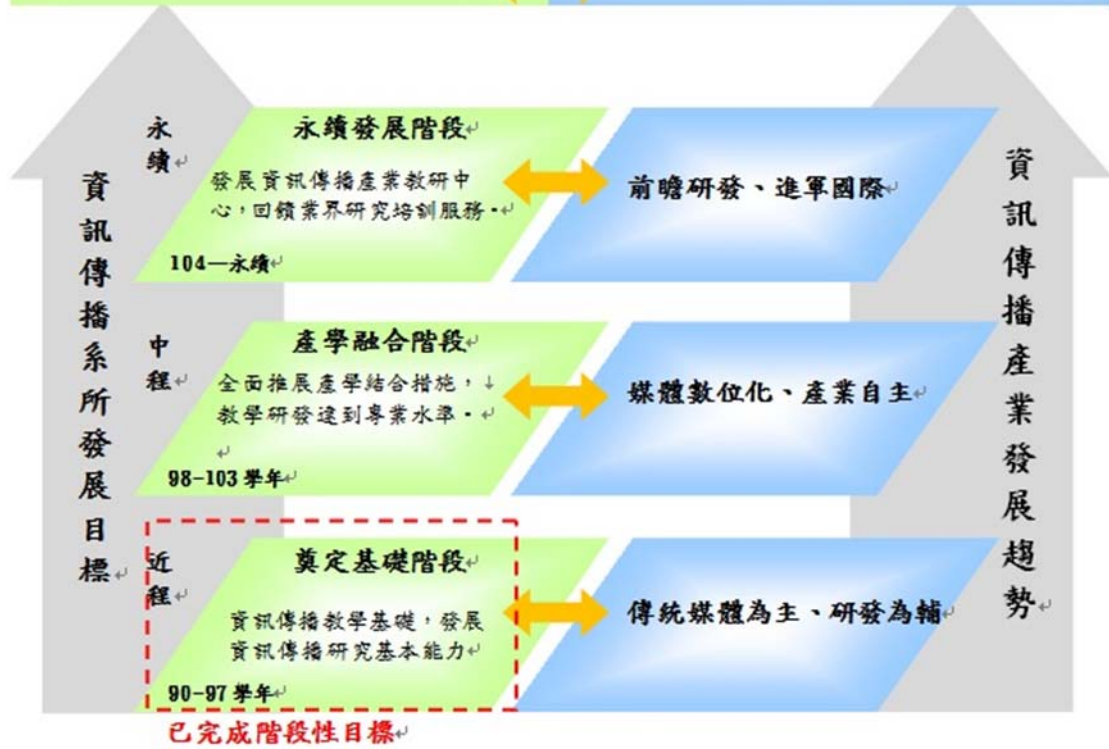 資訊傳播系所發展目標
永續
永續發展階段
發展資訊傳播產業教研中
心，回饋業界研究培訓服務。
104—永續
前瞻研發、進軍國際
中程
產學融合階段
全面推展產學結合措施，
教學研發達到專業水準。
98-103 學年
媒體數位化、產業自主
近程
奠定基礎階段
資訊傳播教學基礎，發展
資訊傳播研究基本能力
90-97 學年
傳統媒體為主、研發為輔
已完成階段性目標
資訊傳播產業發展趨勢